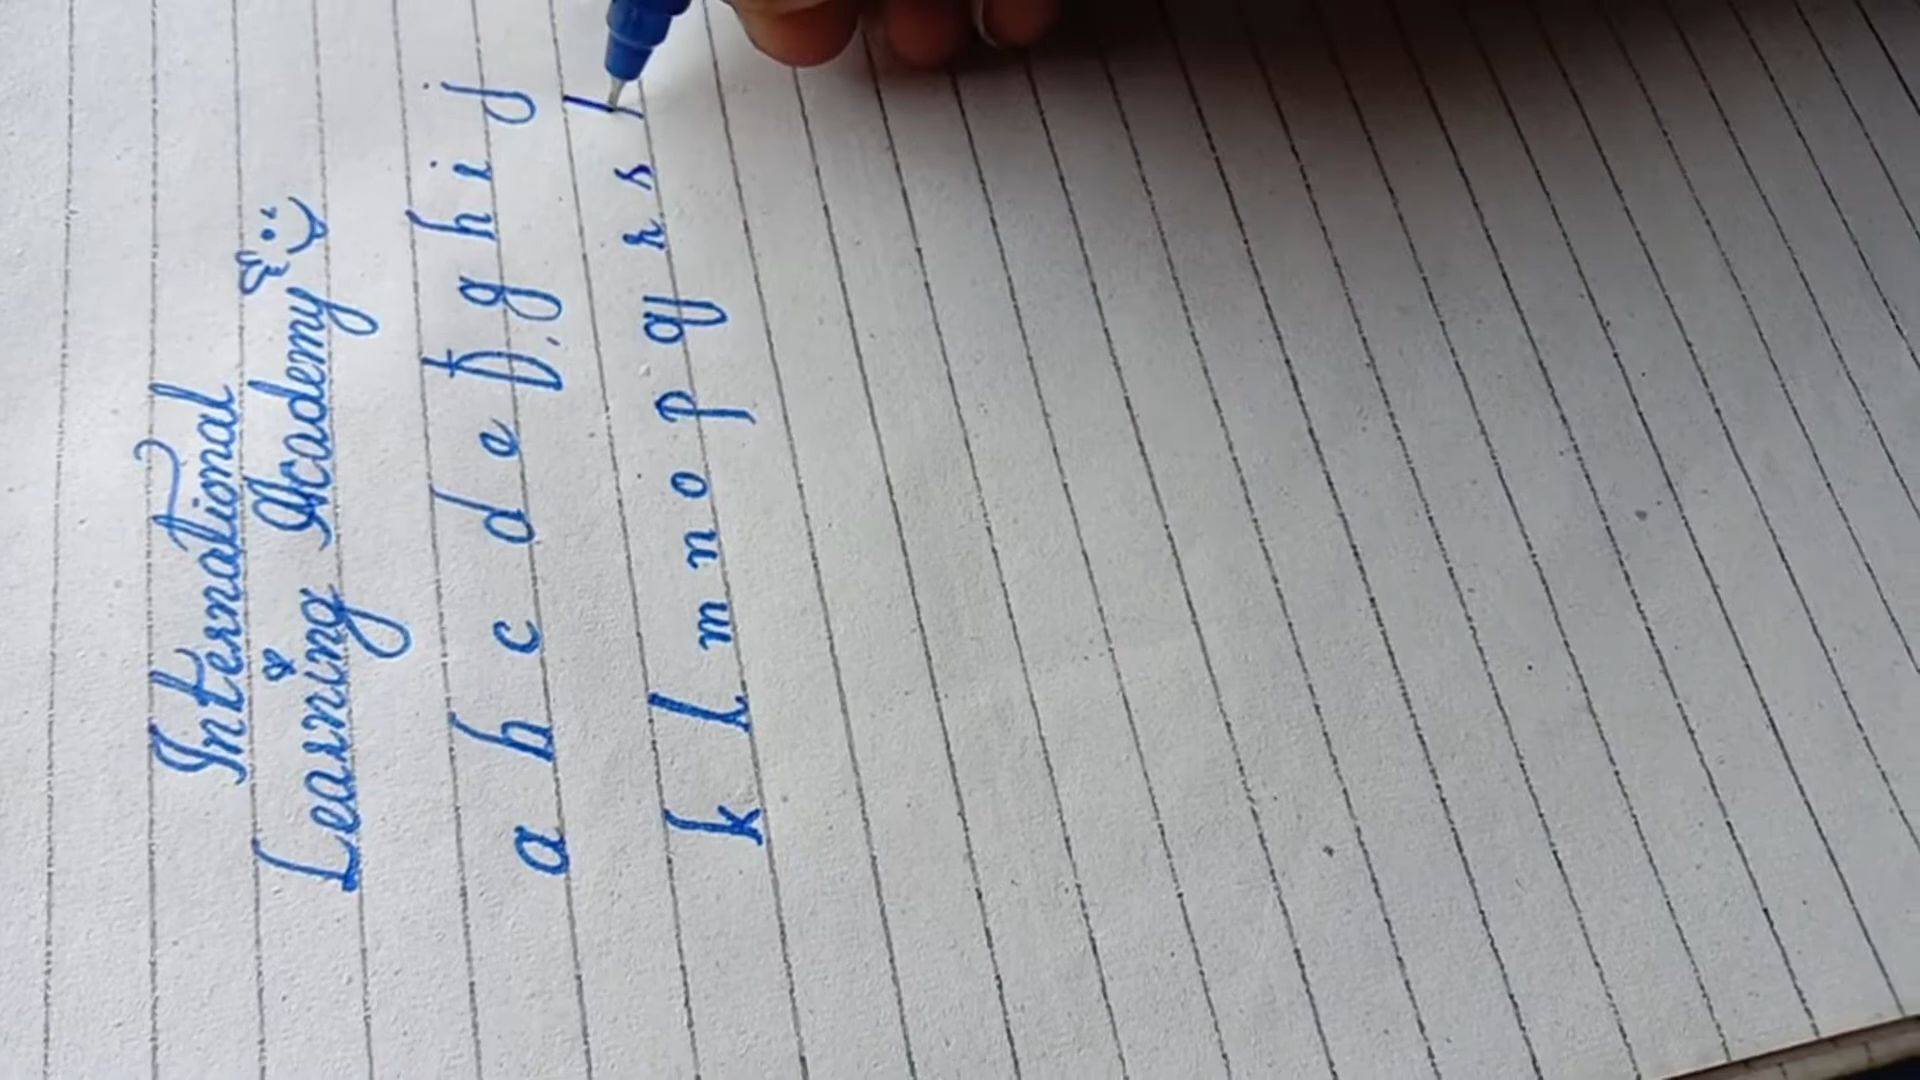 International
Learning Academy
a b c d e f g h i j
k l m n o p q r s